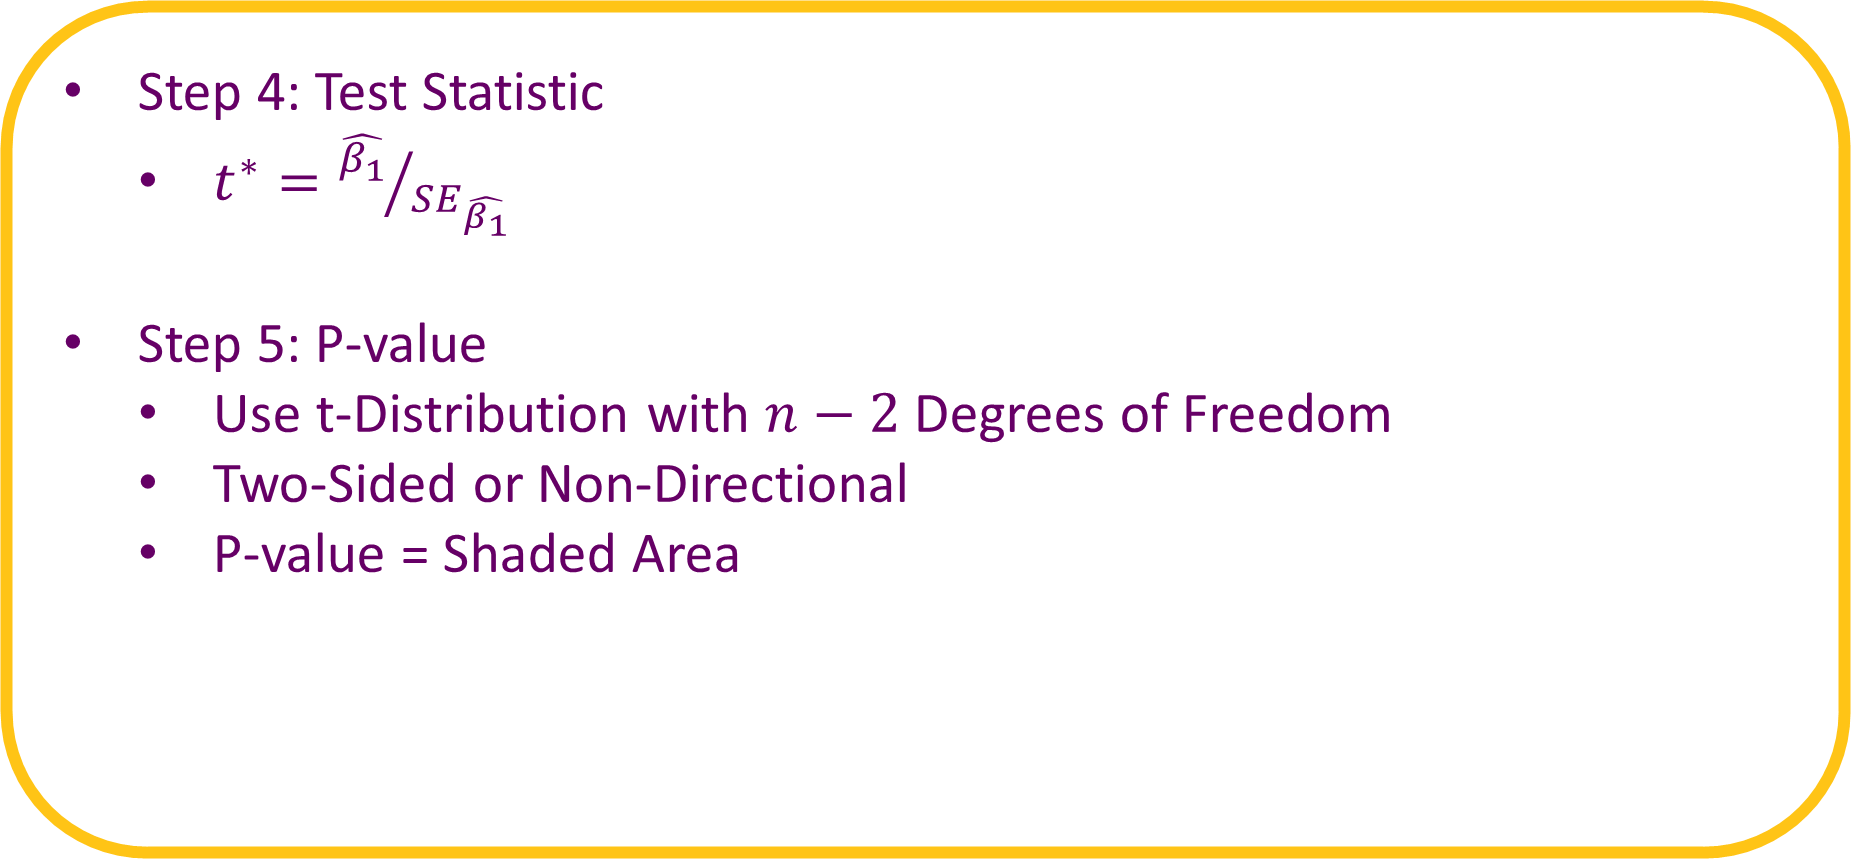 • Step 4: Test Statistic
• t* = β̂₁/SE_β̂₁
• Step 5: P-value
• Use t-Distribution with n − 2 Degrees of Freedom
• Two-Sided or Non-Directional
• P-value = Shaded Area